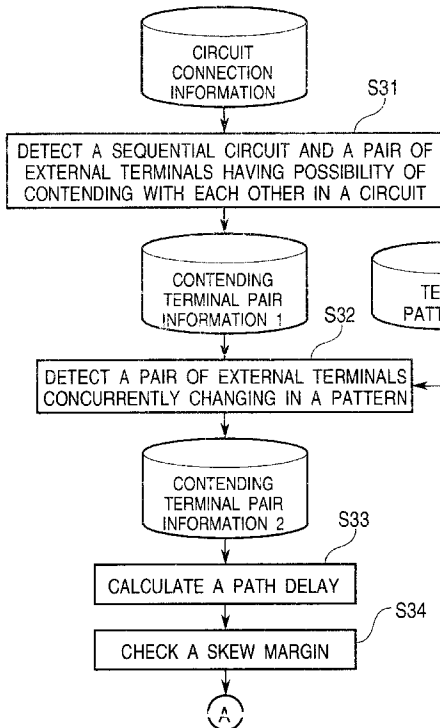 CIRCUIT
CONNECTION
INFORMATION
S31
DETECT A SEQUENTIAL CIRCUIT AND A PAIR OF
EXTERNAL TERMINALS HAVING POSSIBILITY OF
CONTENDING WITH EACH OTHER IN A CIRCUIT
CONTENDING
TERMINAL PAIR
INFORMATION 1
TE
PATT
S32
DETECT A PAIR OF EXTERNAL TERMINALS
CONCURRENTLY CHANGING IN A PATTERN
CONTENDING
TERMINAL PAIR
INFORMATION 2
S33
CALCULATE A PATH DELAY
S34
CHECK A SKEW MARGIN
A